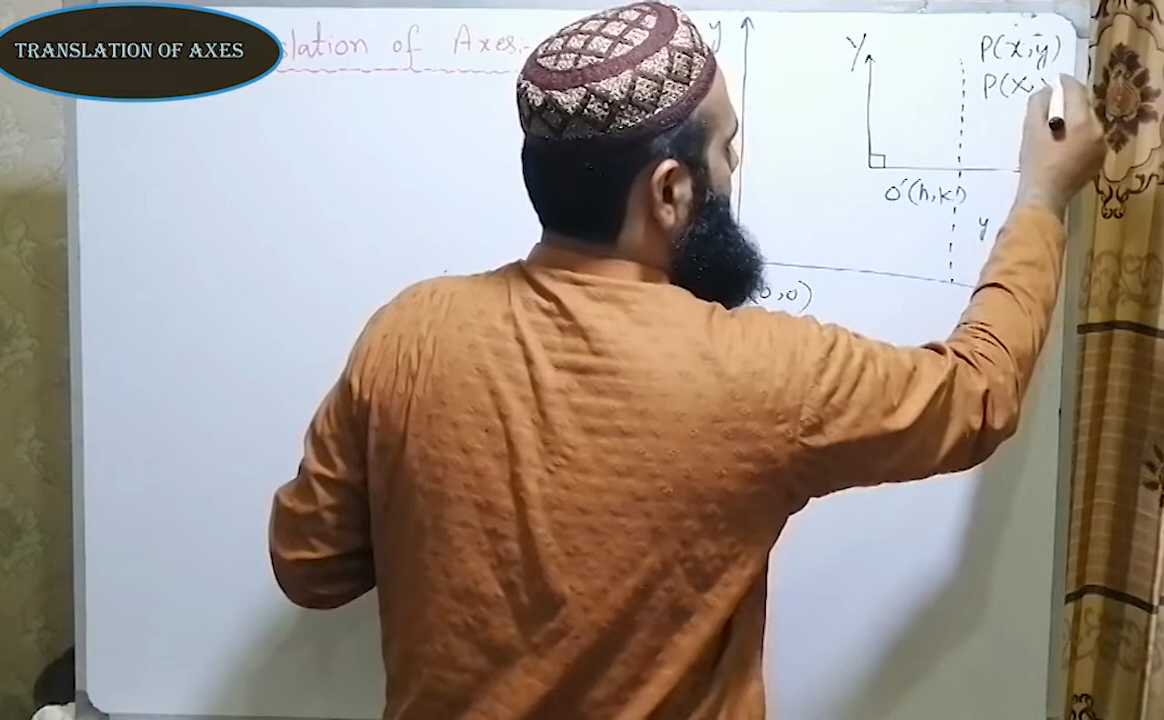 TRANSLATION OF AXES
slation of Axes:-
y
Y
P(x,y)
P(X,
O'(h,k)
y
0,0)